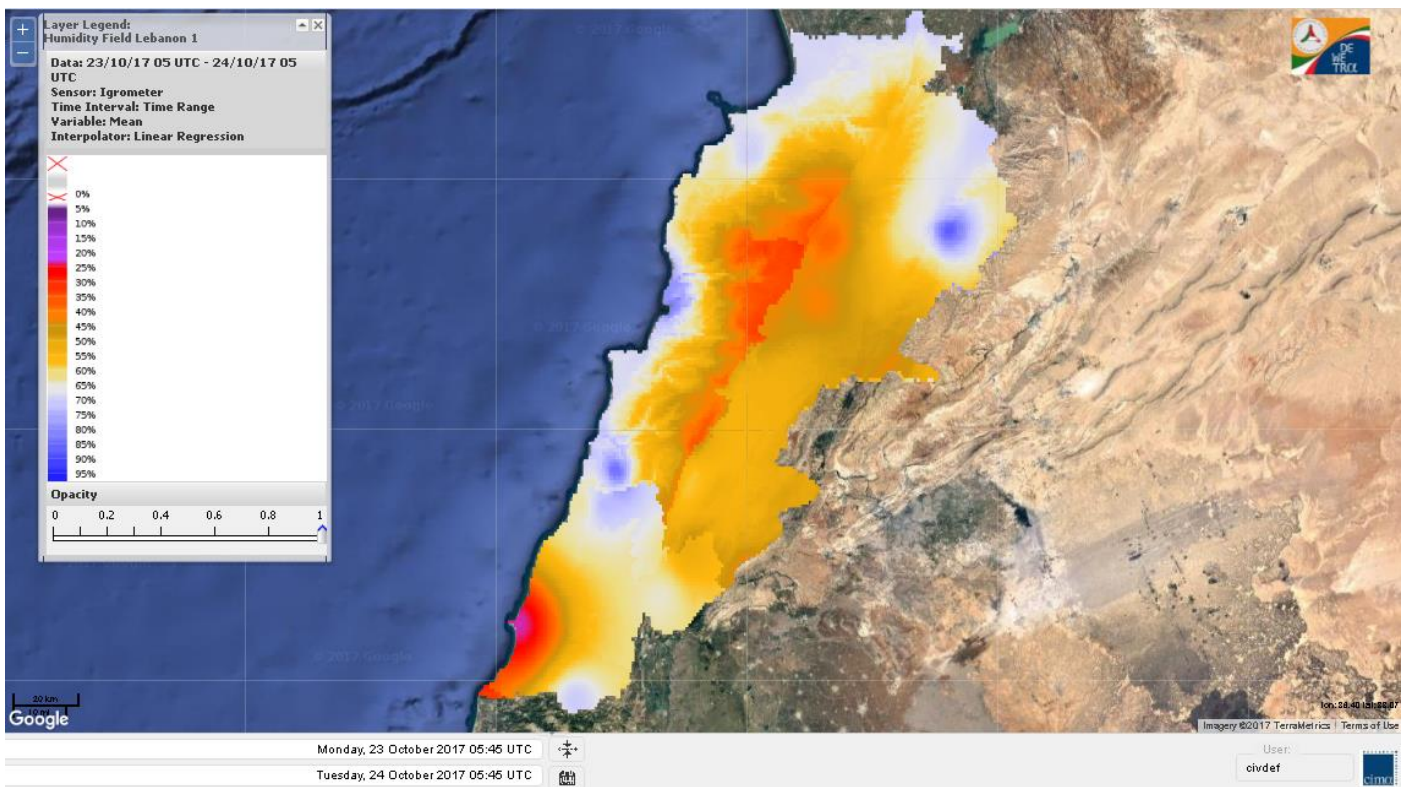 +
−
Layer Legend:
Humidity Field Lebanon 1
Data: 23/10/17 05 UTC - 24/10/17 05
UTC
Sensor: Igrometer
Time Interval: Time Range
Variable: Mean
Interpolator: Linear Regression
0%
5%
10%
15%
20%
25%
30%
35%
40%
45%
50%
55%
60%
65%
70%
75%
80%
85%
90%
95%
Opacity
0 0.2 0.4 0.6 0.8 1
© 2017 Google
© 2017 Google
© 2017 Google
© 2017 Google
DE
WE
TRA
20 km
10 mi
Google
Imagery ©2017 TerraMetrics Terms of Use
Monday, 23 October 2017 05:45 UTC
Tuesday, 24 October 2017 05:45 UTC
User:
civdef
cima